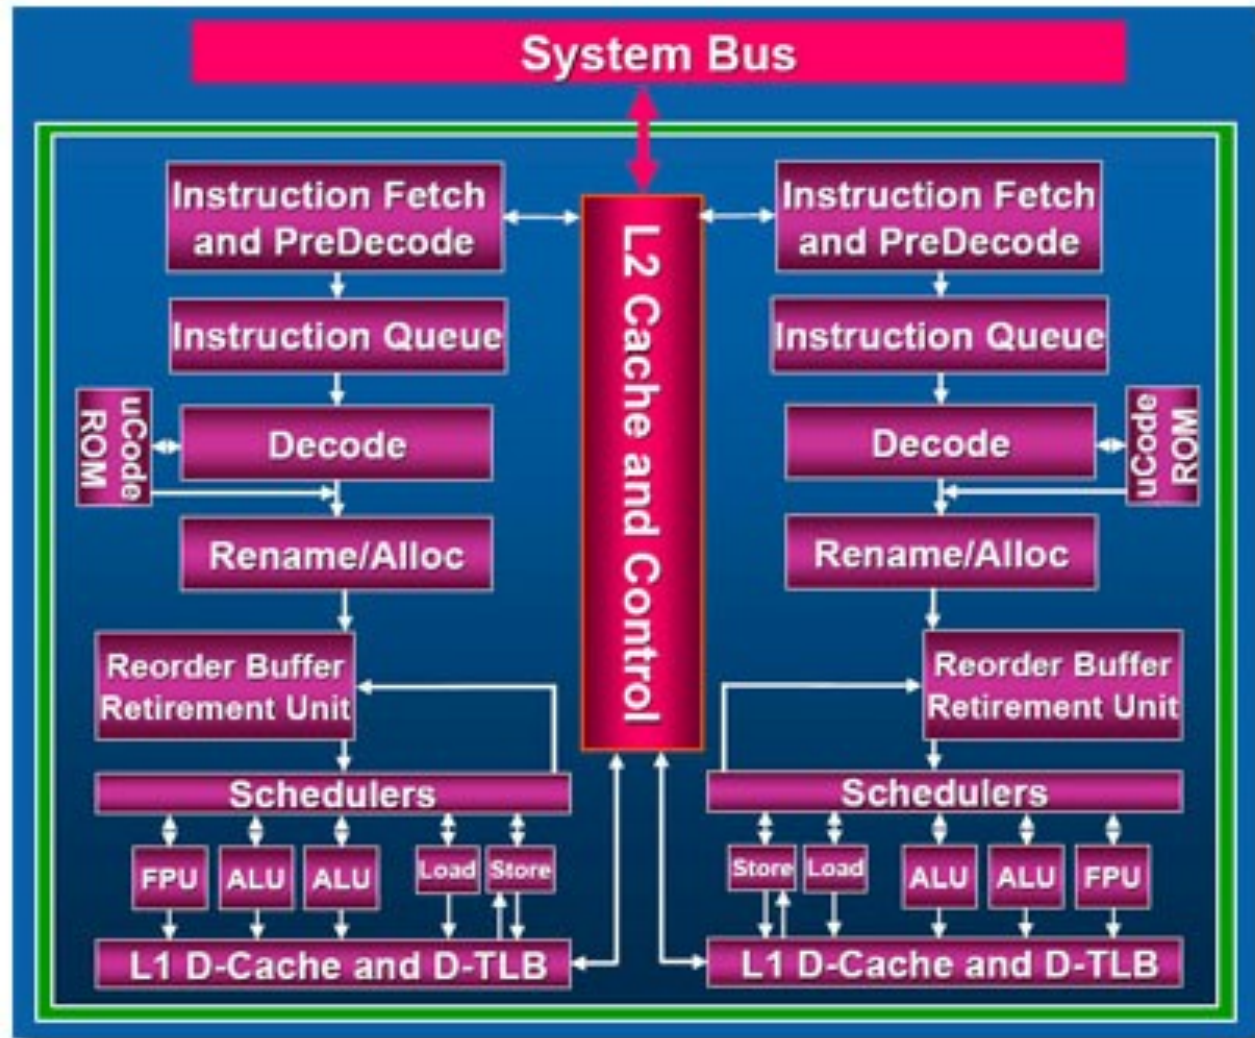 System Bus
Instruction Fetch
and PreDecode
Instruction Queue
uCode
ROM
Decode
Rename/Alloc
Reorder Buffer
Retirement Unit
Schedulers
FPU
ALU
ALU
Load
Store
L1 D-Cache and D-TLB
L2 Cache and Control
Instruction Fetch
and PreDecode
Instruction Queue
Decode
uCode
ROM
Rename/Alloc
Reorder Buffer
Retirement Unit
Schedulers
Store
Load
ALU
ALU
FPU
L1 D-Cache and D-TLB